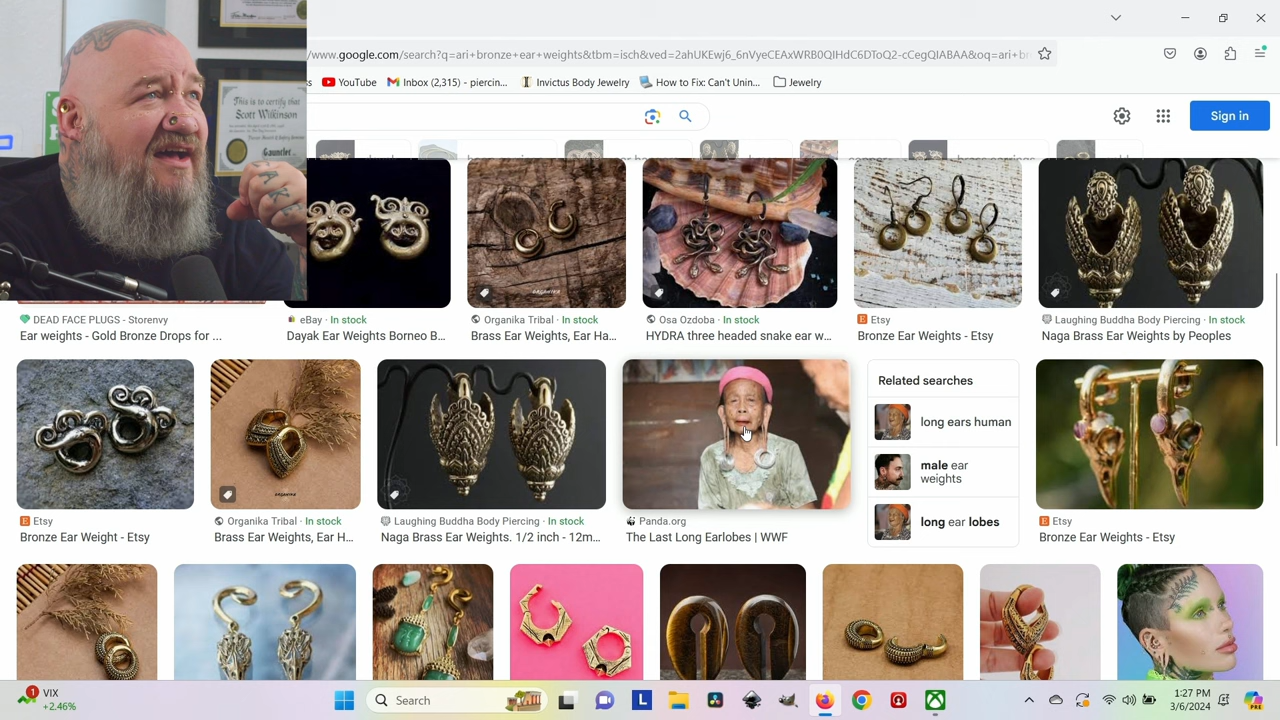 This is to certify that
Scott Wilkinson
Gauntlet
/www.google.com/search?q=ari+bronze+ear+weights&tbm=isch&ved=2ahUKEwj6_6nVyeCEAxWRB0QIHdC6DToQ2-cCegQIABAA&oq=ari+br
YouTube
Inbox (2,315) - piercin...
Invictus Body Jewelry
How to Fix: Can't Unin...
Jewelry
Sign in
DEAD FACE PLUGS - Storenvy
Ear weights - Gold Bronze Drops for ...
eBay · In stock
Dayak Ear Weights Borneo B...
Organika Tribal · In stock
Brass Ear Weights, Ear Ha...
Osa Ozdoba · In stock
HYDRA three headed snake ear w...
Etsy
Bronze Ear Weights - Etsy
Laughing Buddha Body Piercing · In stock
Naga Brass Ear Weights by Peoples
Related searches
long ears human
male ear
weights
long ear lobes
Etsy
Bronze Ear Weight - Etsy
Organika Tribal · In stock
Brass Ear Weights, Ear H...
Laughing Buddha Body Piercing · In stock
Naga Brass Ear Weights. 1/2 inch - 12m...
Panda.org
The Last Long Earlobes | WWF
Etsy
Bronze Ear Weights - Etsy
1
VIX
+2.46%
Search
L
1:27 PM
3/6/2024